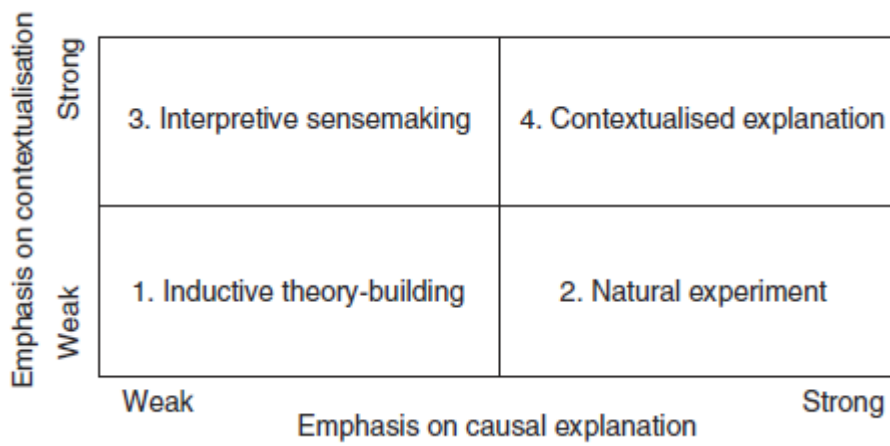 Emphasis on contextualisation
Strong
Weak
3. Interpretive sensemaking
4. Contextualised explanation
1. Inductive theory-building
2. Natural experiment
Weak
Strong
Emphasis on causal explanation